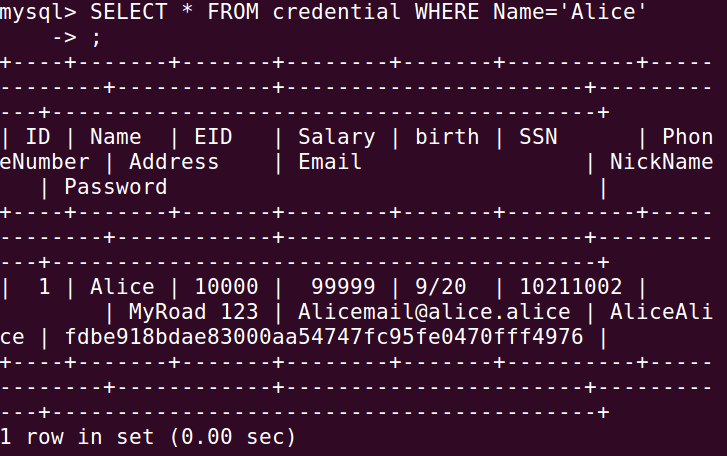 mysql> SELECT * FROM credential WHERE Name='Alice'
    -> ;
+----+-------+-------+--------+-------+----------+-----
--------+------------+------------------------+---------
---+------------------------------------------+
| ID | Name  | EID   | Salary | birth | SSN      | Phon
eNumber | Address    | Email                  | NickName
   | Password                                 |
+----+-------+-------+--------+-------+----------+-----
--------+------------+------------------------+---------
---+------------------------------------------+
|  1 | Alice | 10000 |  99999 | 9/20  | 10211002 |
        | MyRoad 123 | Alicemail@alice.alice | AliceAli
ce | fdbe918bdae83000aa54747fc95fe0470fff4976 |
+----+-------+-------+--------+-------+----------+-----
--------+------------+------------------------+---------
---+------------------------------------------+
1 row in set (0.00 sec)